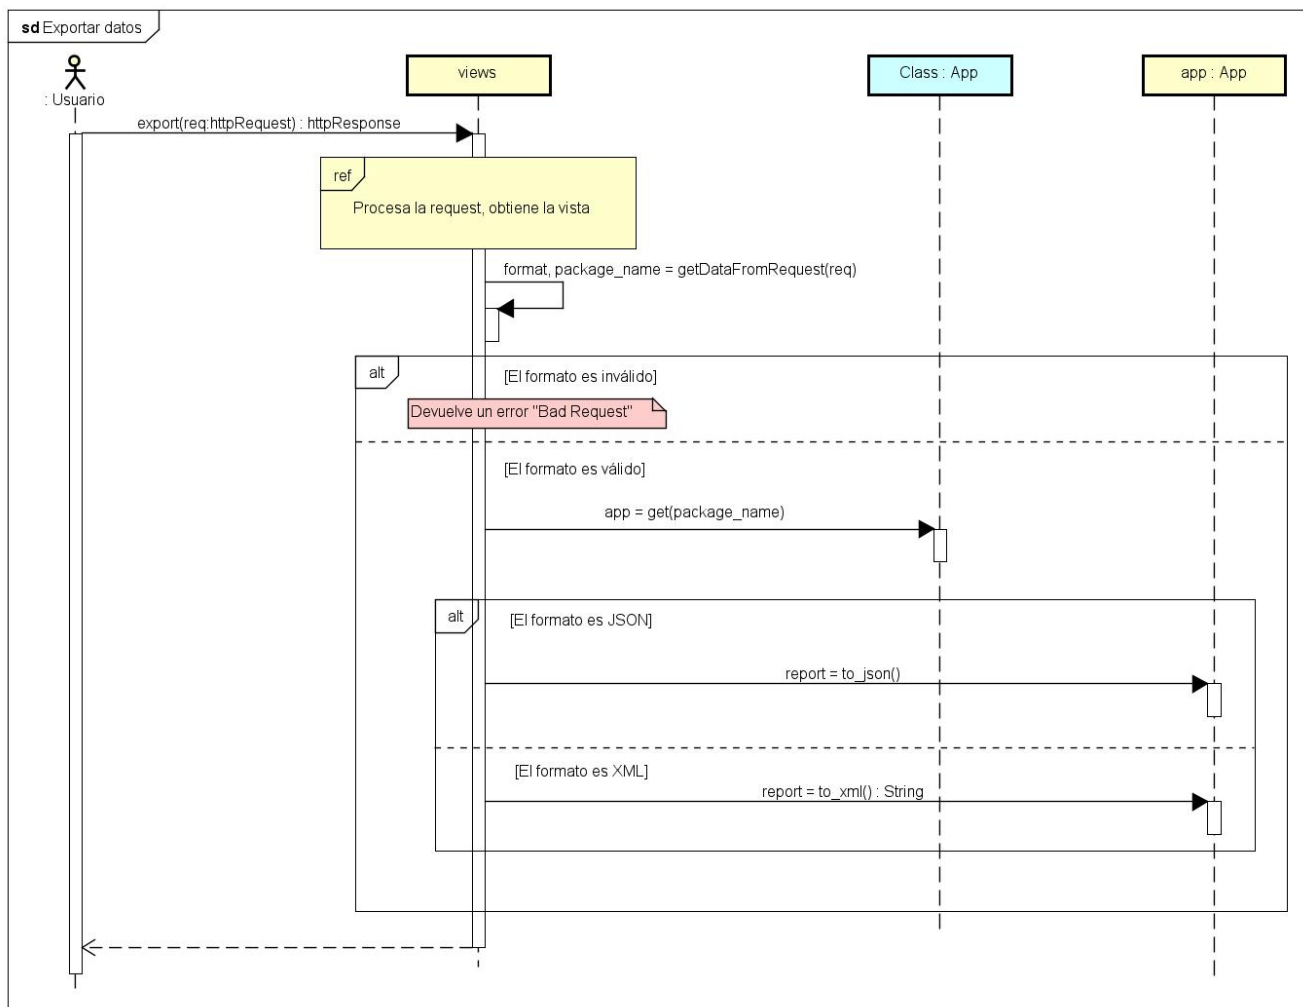 sd Exportar datos
: Usuario
views
Class : App
app : App
export(req:httpRequest) : httpResponse
ref
Procesa la request, obtiene la vista
format, package_name = getDataFromRequest(req)
alt
[El formato es inválido]
Devuelve un error "Bad Request"
[El formato es válido]
app = get(package_name)
alt
[El formato es JSON]
report = to_json()
[El formato es XML]
report = to_xml() : String